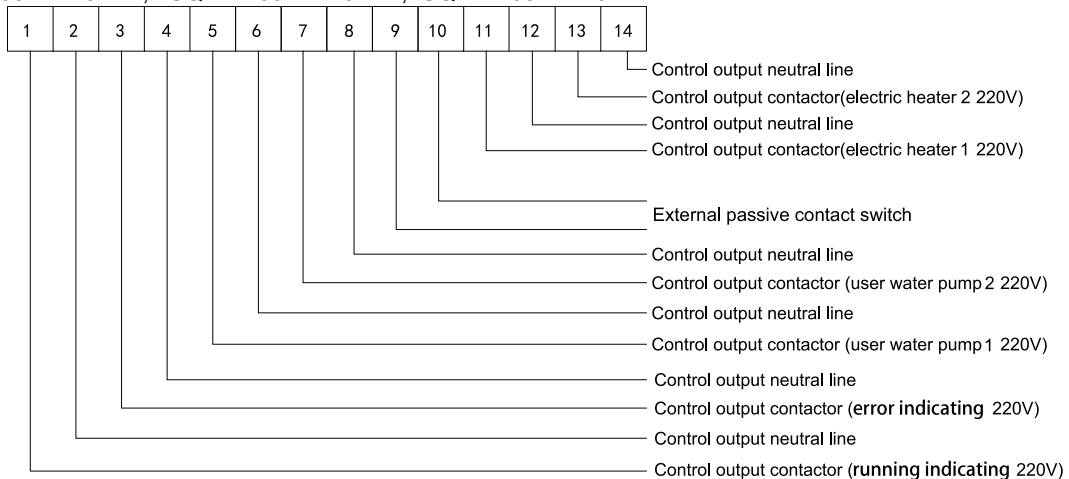 1 2 3 4 5 6 7 8 9 10 11 12 13 14
Control output neutral line
Control output contactor(electric heater 2 220V)
Control output neutral line
Control output contactor(electric heater 1 220V)
External passive contact switch
Control output neutral line
Control output contactor (user water pump 2 220V)
Control output neutral line
Control output contactor (user water pump 1 220V)
Control output neutral line
Control output contactor (error indicating 220V)
Control output neutral line
Control output contactor (running indicating 220V)